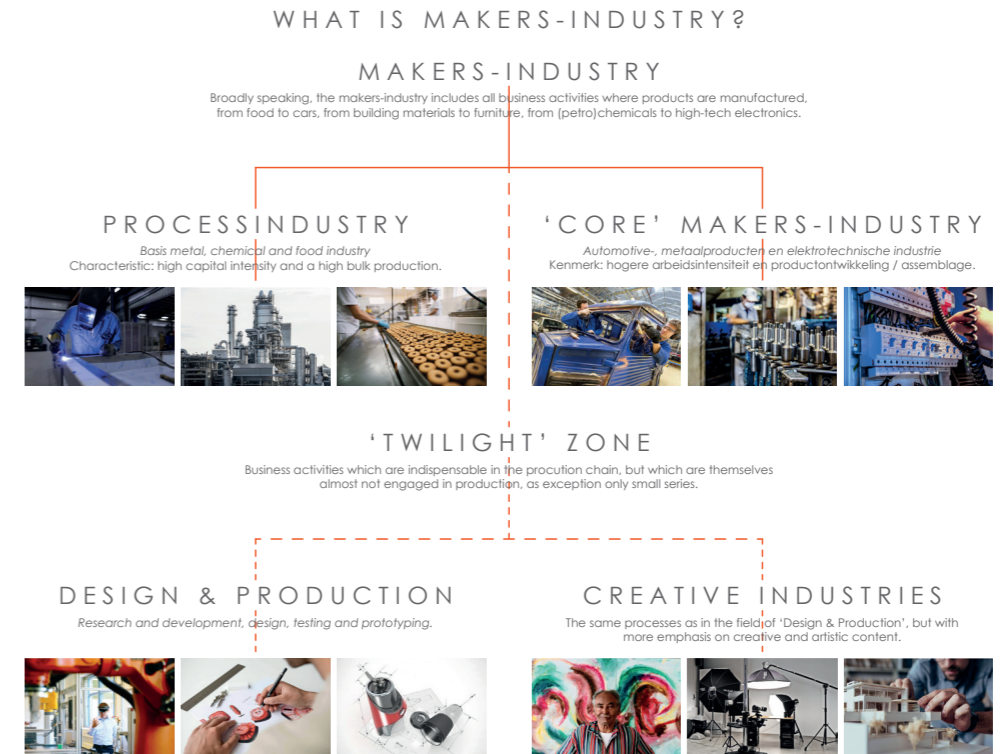 WHAT IS MAKERS-INDUSTRY?
MAKERS-INDUSTRY
Broadly speaking, the makers-industry includes all business activities where products are manufactured,
from food to cars, from building materials to furniture, from (petro)chemicals to high-tech electronics.
PROCESSINDUSTRY
Basis metal, chemical and food industry
Characteristic: high capital intensity and a high bulk production.
‘CORE’ MAKERS-INDUSTRY
Automotive-, metaalproducten en elektrotechnische industrie
Kenmerk: hogere arbeidsintensiteit en productontwikkeling / assemblage.
‘TWILIGHT’ ZONE
Business activities which are indispensable in the procution chain, but which are themselves
almost not engaged in production, as exception only small series.
DESIGN & PRODUCTION
Research and development, design, testing and prototyping.
CREATIVE INDUSTRIES
The same processes as in the field of ‘Design & Production’, but with
more emphasis on creative and artistic content.